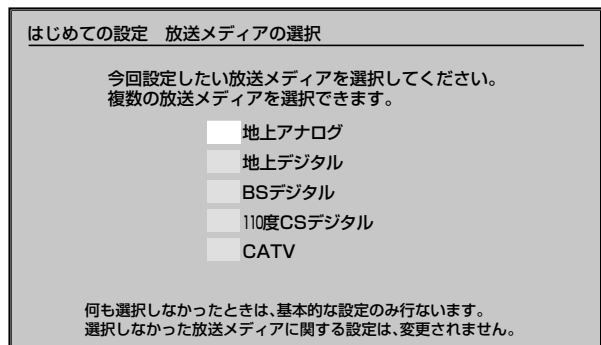 はじめての設定　放送メディアの選択
今回設定したい放送メディアを選択してください。
複数の放送メディアを選択できます。
地上アナログ
地上デジタル
BSデジタル
110度CSデジタル
CATV
何も選択しなかったときは、基本的な設定のみ行ないます。
選択しなかった放送メディアに関する設定は、変更されません。